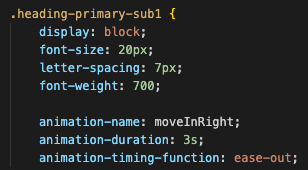 .heading-primary-sub1 {
display: block;
font-size: 20px;
letter-spacing: 7px;
font-weight: 700;
animation-name: moveInRight;
animation-duration: 3s;
animation-timing-function: ease-out;